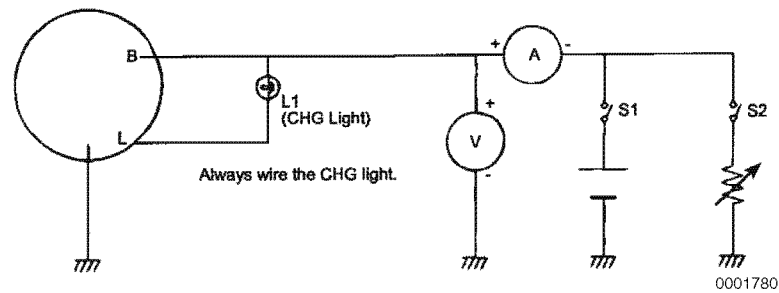 B
+
A
-
L1
(CHG Light)
+
S1
S2
L
V
Always wire the CHG light.
-
0001780